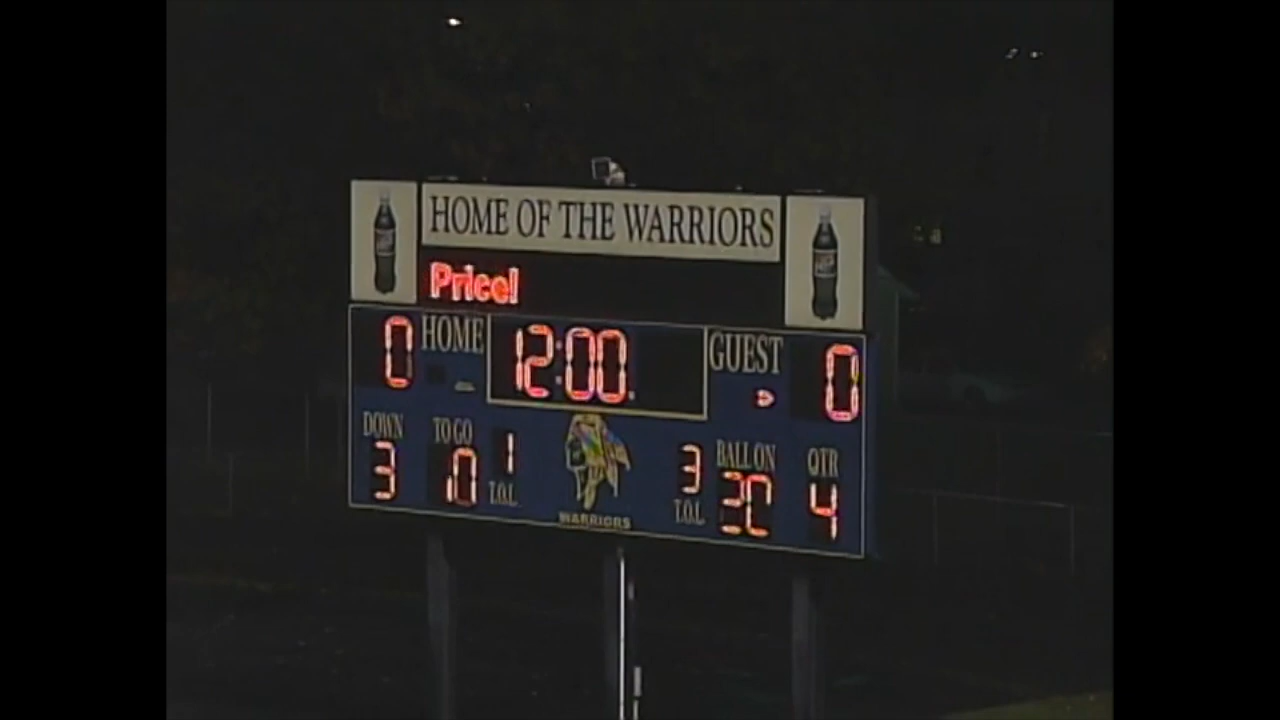 HOME OF THE WARRIORS
Price!
0 HOME 12:00 GUEST 0
DOWN TO GO 1 3 BALL ON QTR
3 10 T.O.L. T.O.L. 30 4
WARRIORS